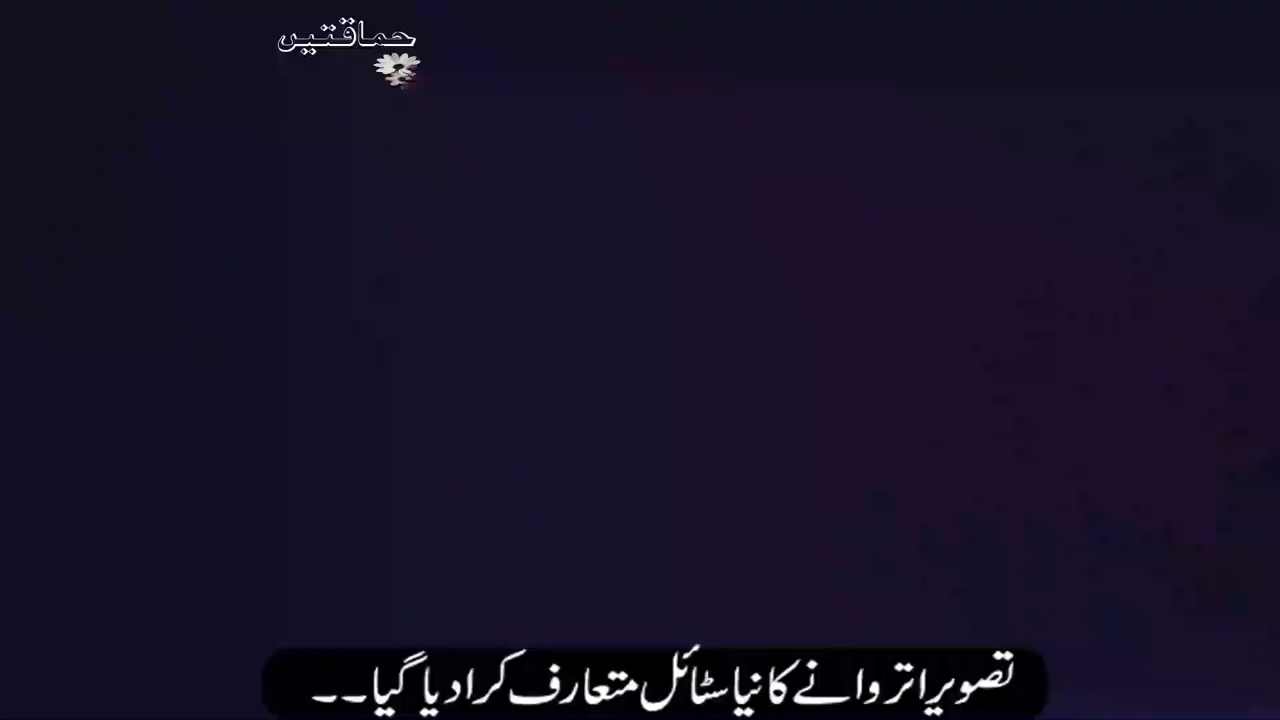 حماقتیں
تصویر اتروانے کا نیا سٹائل متعارف کرا دیا گیا۔۔